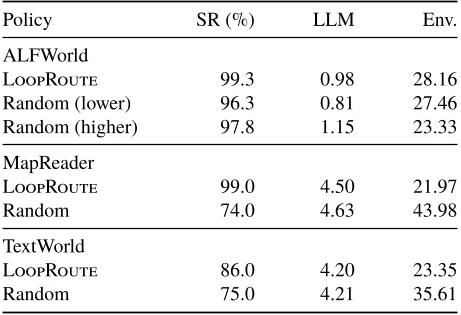 Policy SR (%) LLM Env.
ALFWorld
LOOPROUTE 99.3 0.98 28.16
Random (lower) 96.3 0.81 27.46
Random (higher) 97.8 1.15 23.33
MapReader
LOOPROUTE 99.0 4.50 21.97
Random 74.0 4.63 43.98
TextWorld
LOOPROUTE 86.0 4.20 23.35
Random 75.0 4.21 35.61